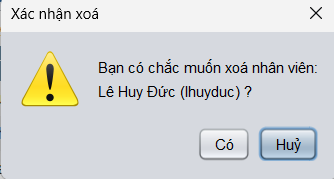 Xác nhận xoá
Bạn có chắc muốn xoá nhân viên:
Lê Huy Đức (lhuyduc) ?
Có
Huỷ